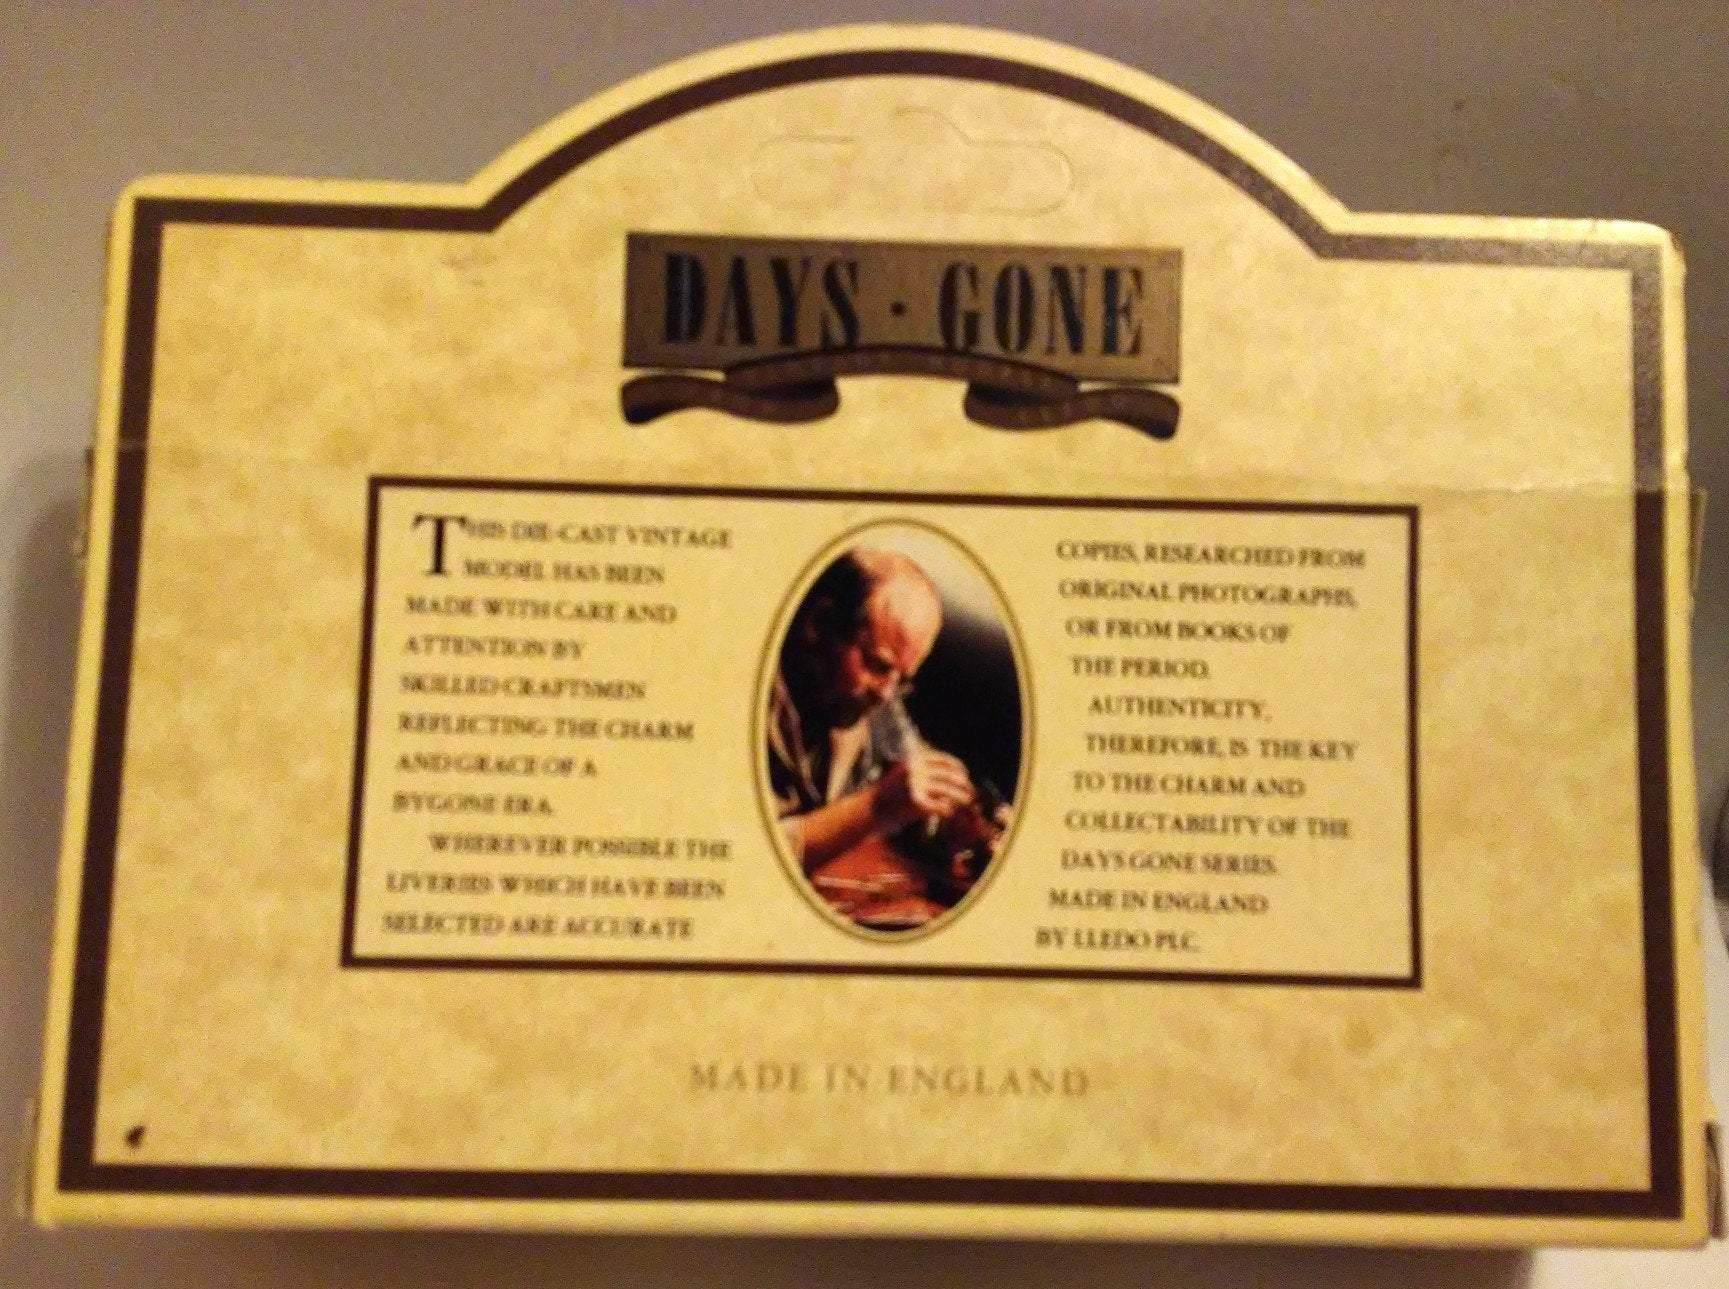 DAYS · GONE
THIS DIE-CAST VINTAGE
MODEL HAS BEEN
MADE WITH CARE AND
ATTENTION BY
SKILLED CRAFTSMEN
REFLECTING THE CHARM
AND GRACE OF A
BYGONE ERA.
WHEREVER POSSIBLE THE
LIVERIES WHICH HAVE BEEN
SELECTED ARE ACCURATE
COPIES, RESEARCHED FROM
ORIGINAL PHOTOGRAPHS,
OR FROM BOOKS OF
THE PERIOD.
AUTHENTICITY,
THEREFORE, IS THE KEY
TO THE CHARM AND
COLLECTABILITY OF THE
DAYS GONE SERIES.
MADE IN ENGLAND
BY LLEDO PLC.
MADE IN ENGLAND